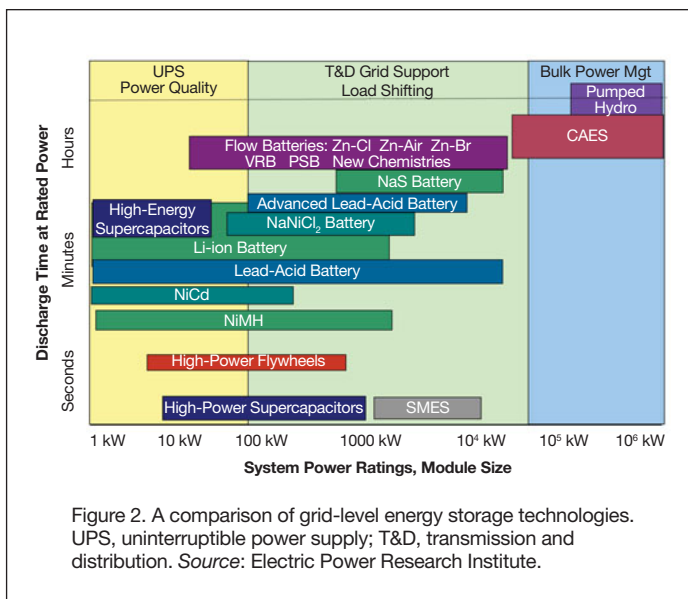 UPS
Power Quality
T&D Grid Support
Load Shifting
Bulk Power Mgt
Pumped
Hydro
CAES
Flow Batteries: Zn-Cl Zn-Air Zn-Br
VRB PSB New Chemistries
NaS Battery
Advanced Lead-Acid Battery
High-Energy
Supercapacitors
NaNiCl₂ Battery
Li-ion Battery
Lead-Acid Battery
NiCd
NiMH
High-Power Flywheels
High-Power Supercapacitors
SMES
Discharge Time at Rated Power
Hours
Minutes
Seconds
1 kW
10 kW
100 kW
1000 kW
10⁴ kW
10⁵ kW
10⁶ kW
System Power Ratings, Module Size
Figure 2. A comparison of grid-level energy storage technologies.
UPS, uninterruptible power supply; T&D, transmission and
distribution. Source: Electric Power Research Institute.